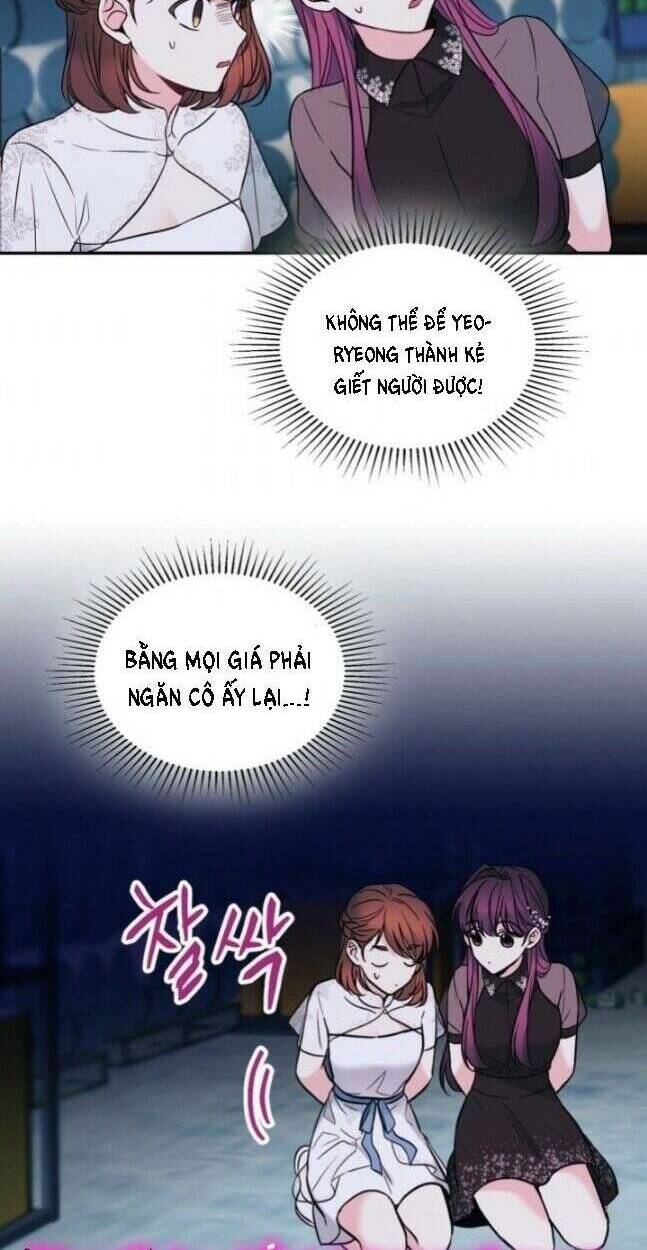 KHÔNG THỂ ĐỂ YEO-
RYEONG THÀNH KẺ
GIẾT NGƯỜI ĐƯỢC!
BẰNG MỌI GIÁ PHẢI
NGĂN CÔ ẤY LẠI...!
찰싹